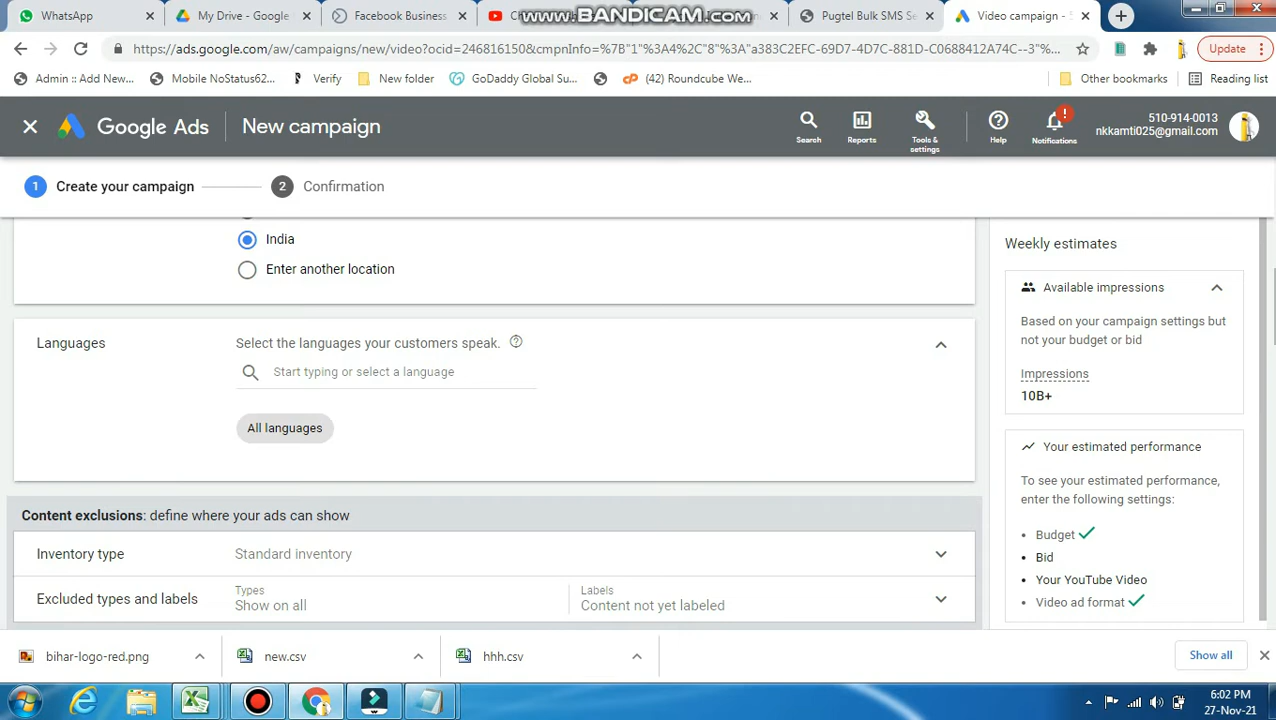 WhatsApp
My Drive - Google
Facebook Business
www.BANDICAM.com
Pugtel Bulk SMS Se
Video campaign -
https://ads.google.com/aw/campaigns/new/video?ocid=248616150&cmpnInfo=%7B"1"%3A4%2C"8"%3A"a383C2EFC-69D7-4D7C-881D-C0688412A74C--3"%...
Update
Admin :: Add New...
Mobile NoStatus62...
Verify
New folder
GoDaddy Global Su...
(42) Roundcube We...
Other bookmarks
Reading list
Google Ads
New campaign
Search
Reports
Tools &
settings
Help
Notifications
510-914-0013
nkkamti025@gmail.com
1 Create your campaign
2 Confirmation
India
Enter another location
Languages
Select the languages your customers speak.
Start typing or select a language
All languages
Content exclusions: define where your ads can show
Inventory type
Standard inventory
Excluded types and labels
Types
Show on all
Labels
Content not yet labeled
Weekly estimates
Available impressions
Based on your campaign settings but
not your budget or bid
Impressions
10B+
Your estimated performance
To see your estimated performance,
enter the following settings:
• Budget
• Bid
• Your YouTube Video
• Video ad format
bihar-logo-red.png
new.csv
hhh.csv
Show all
6:02 PM
27-Nov-21